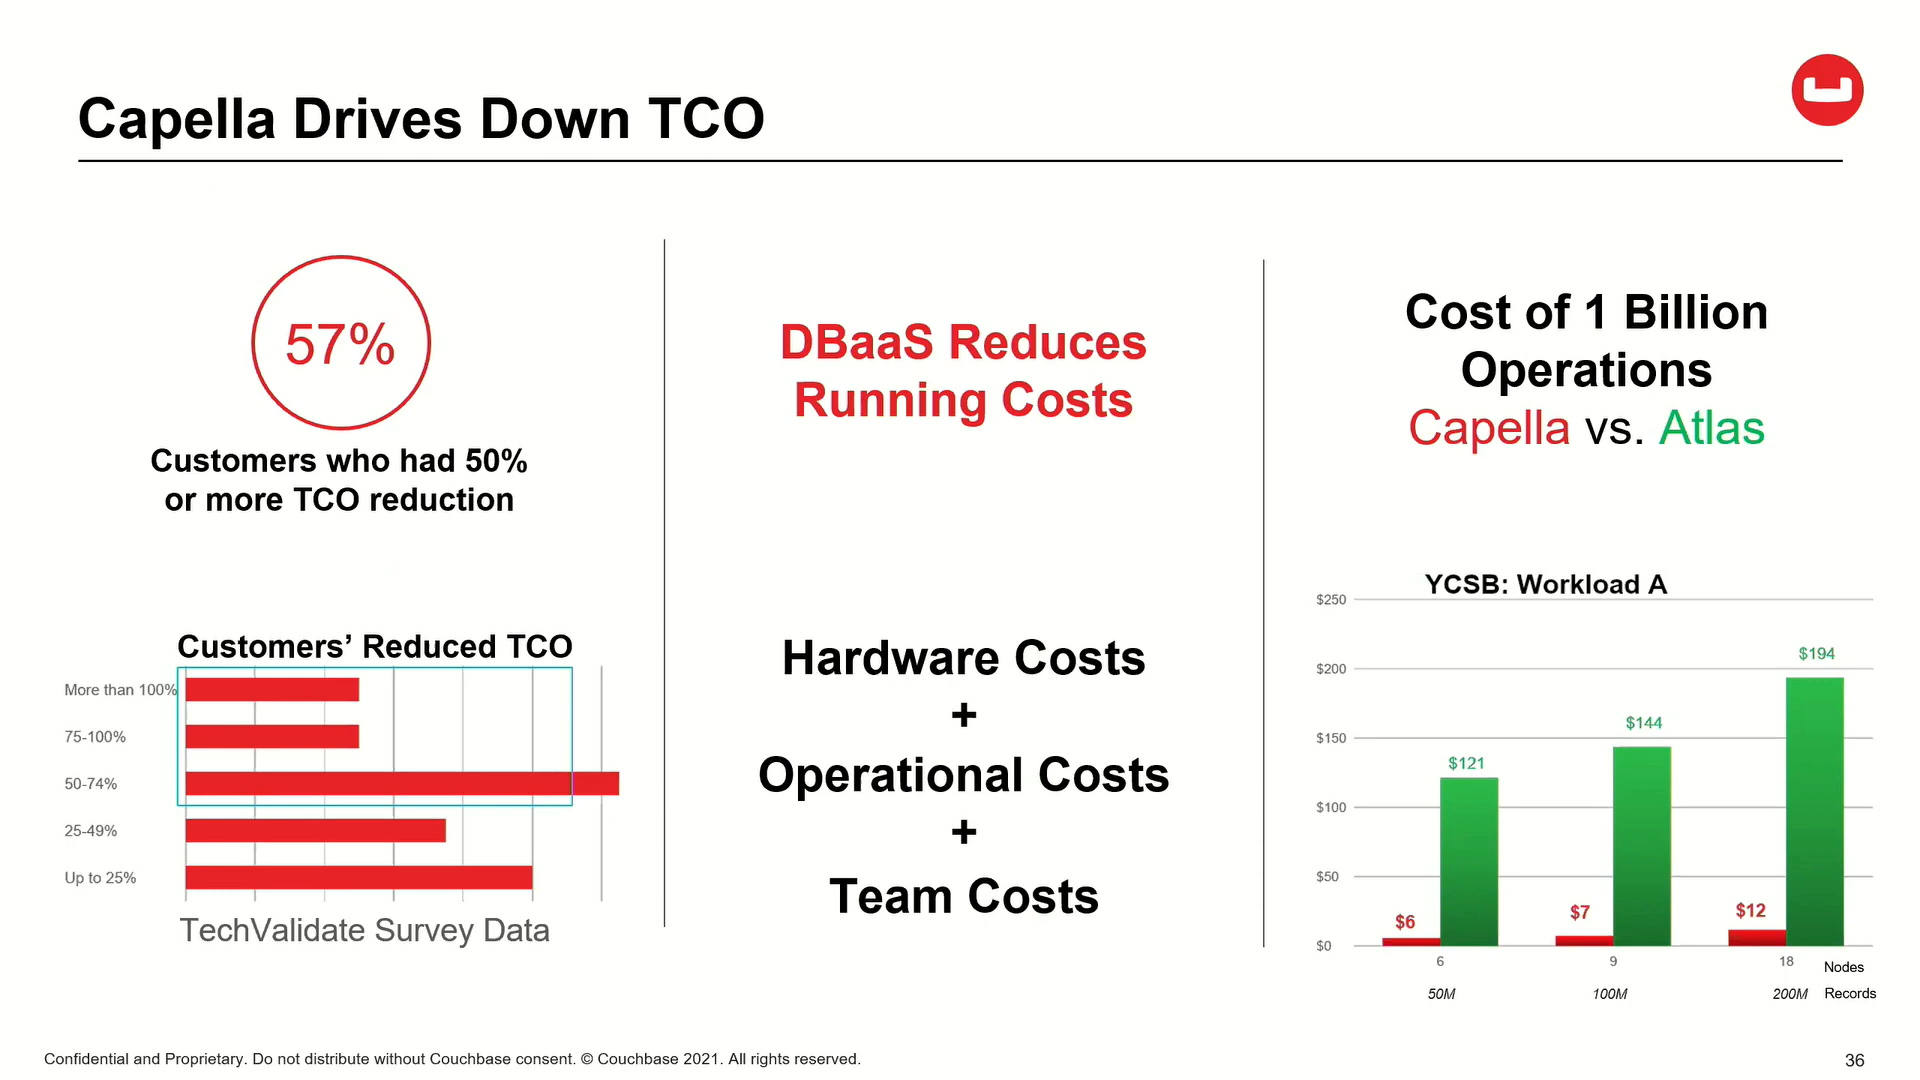 Capella Drives Down TCO
57%
Customers who had 50%
or more TCO reduction
Customers’ Reduced TCO
More than 100%
75-100%
50-74%
25-49%
Up to 25%
TechValidate Survey Data
DBaaS Reduces
Running Costs
Hardware Costs
+
Operational Costs
+
Team Costs
Cost of 1 Billion
Operations
Capella vs. Atlas
YCSB: Workload A
$250
$200
$150
$100
$50
$0
$6
$121
$7
$144
$12
$194
6 9 18 Nodes
50M 100M 200M Records
Confidential and Proprietary. Do not distribute without Couchbase consent. © Couchbase 2021. All rights reserved.
36